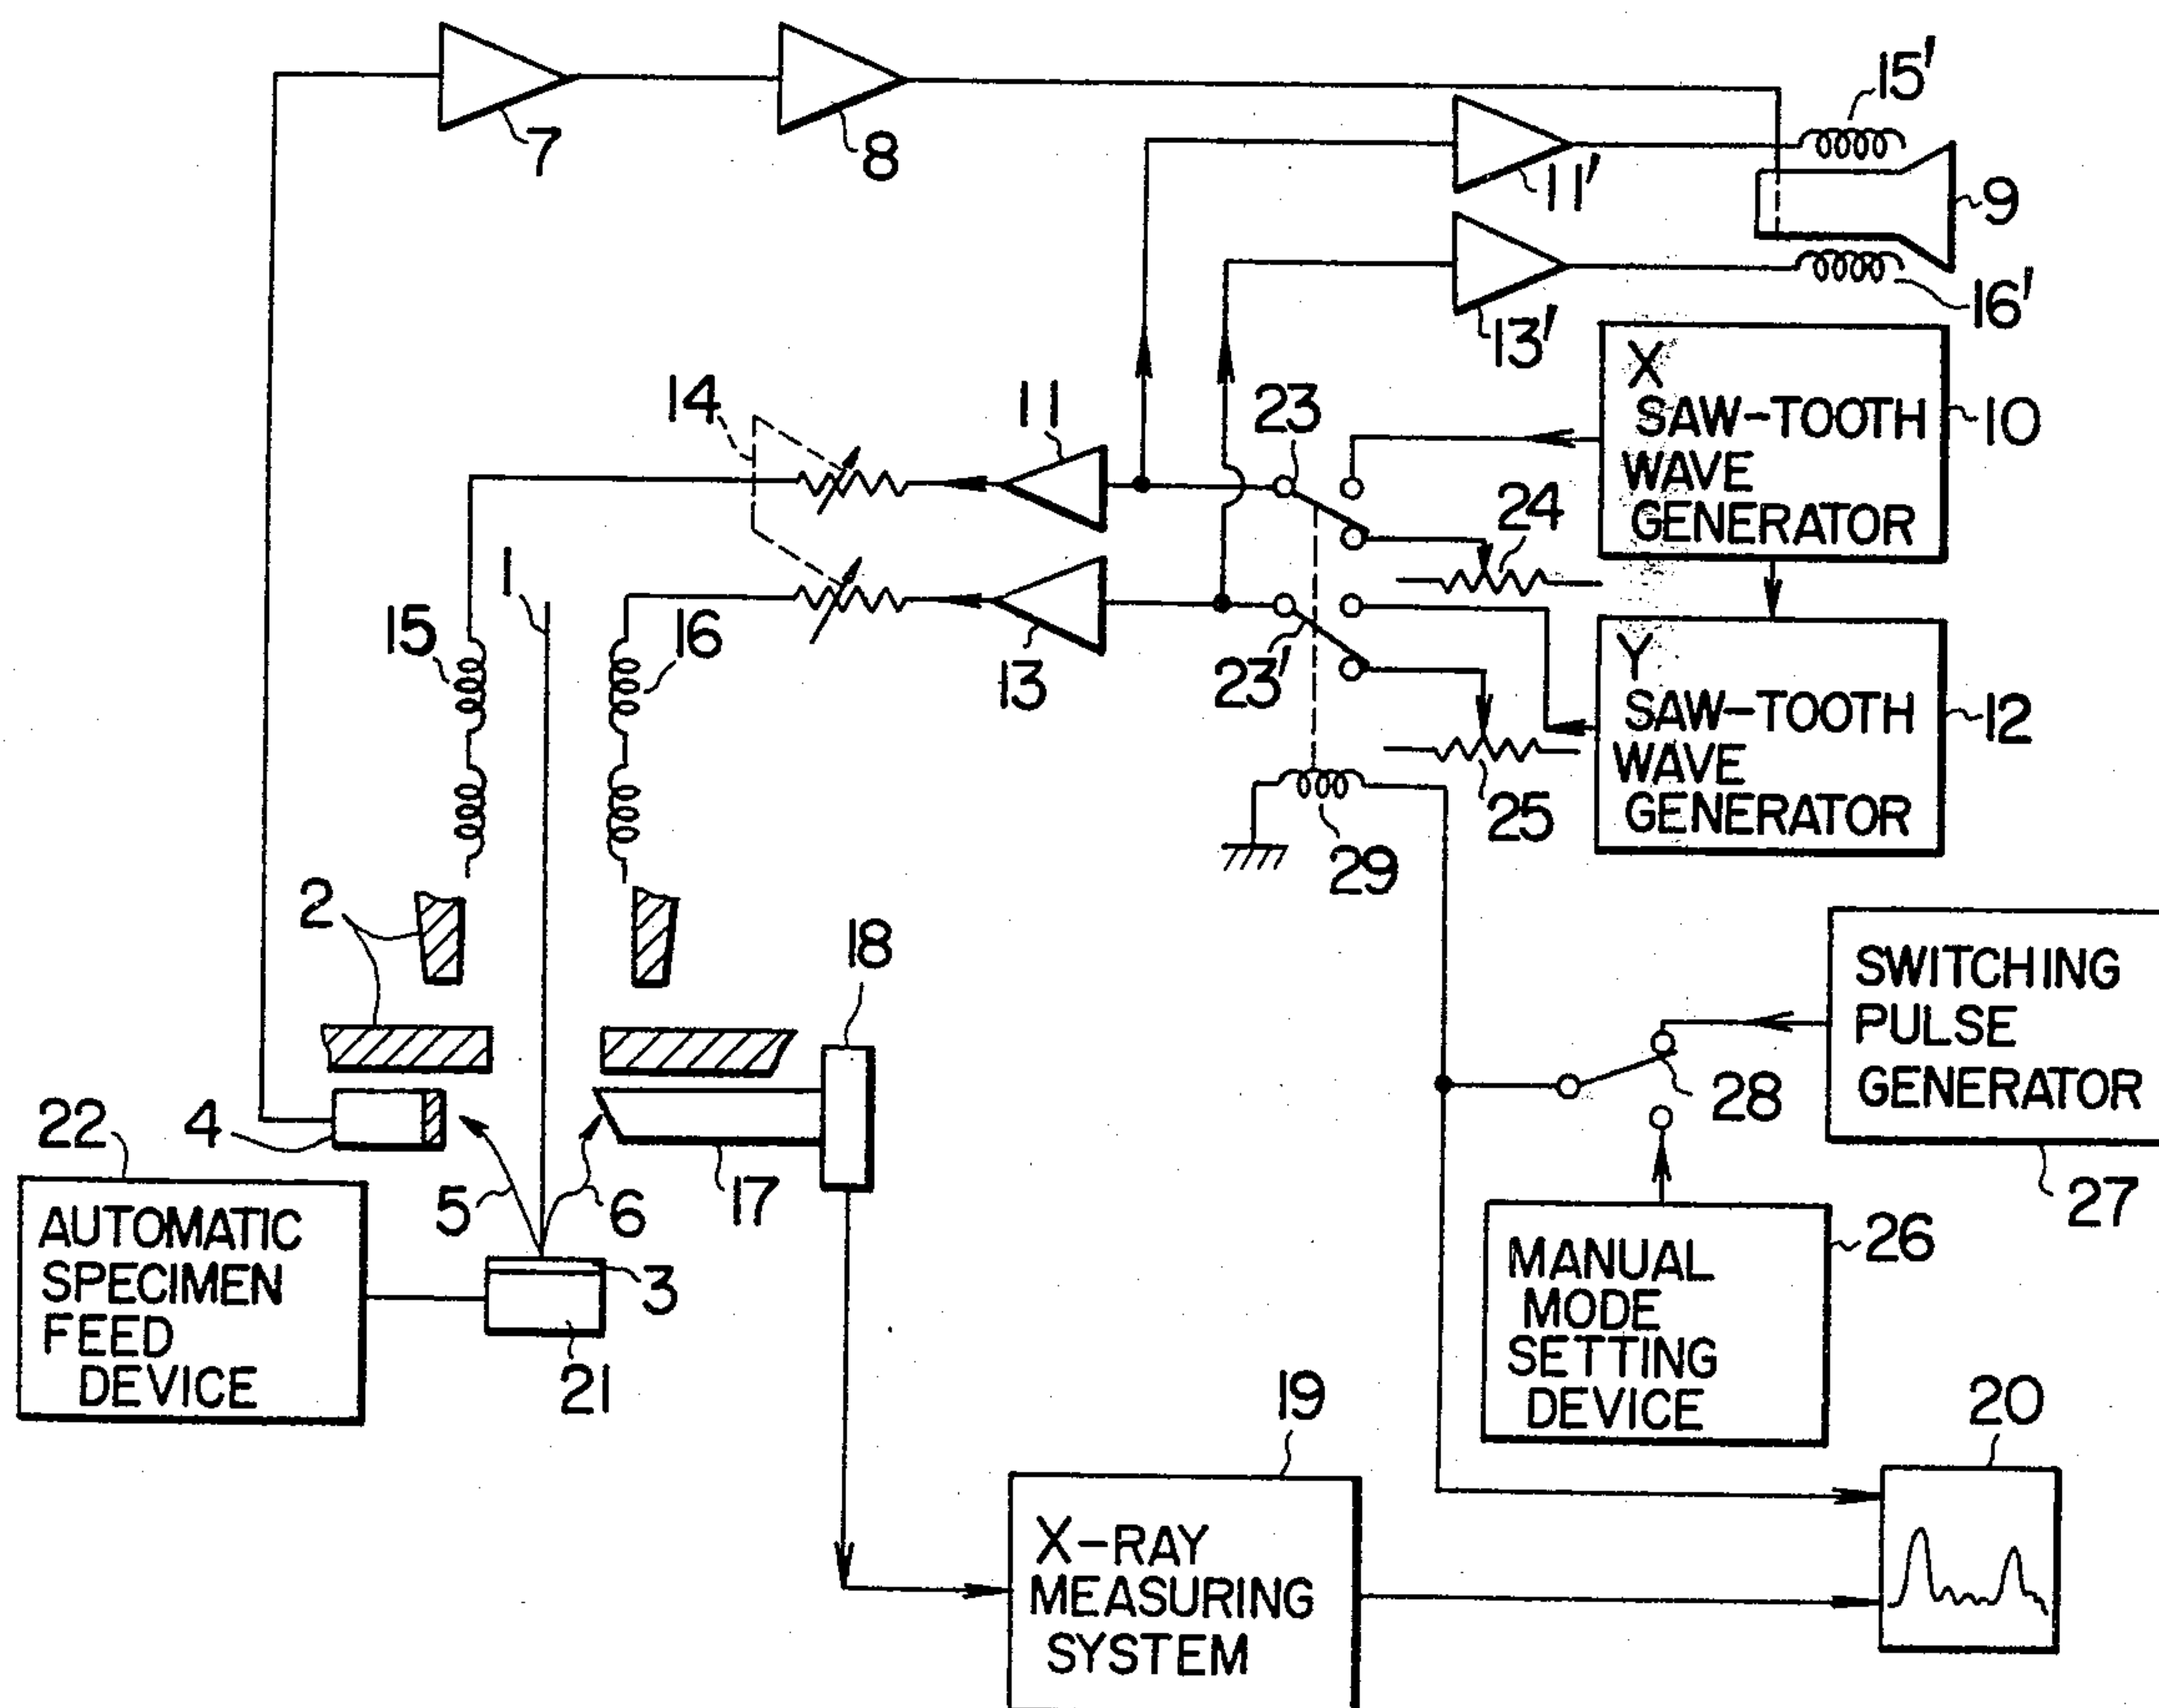 15'
7
8
11'
9
16'
13'
X
SAW-TOOTH
WAVE
GENERATOR
10
14
11
23
24
1
15
16
13
23'
25
Y
SAW-TOOTH
WAVE
GENERATOR
12
29
2
18
SWITCHING
PULSE
GENERATOR
28
27
22
4
5
6
17
AUTOMATIC
SPECIMEN
FEED
DEVICE
3
21
MANUAL
MODE
SETTING
DEVICE
26
19
20
X-RAY
MEASURING
SYSTEM